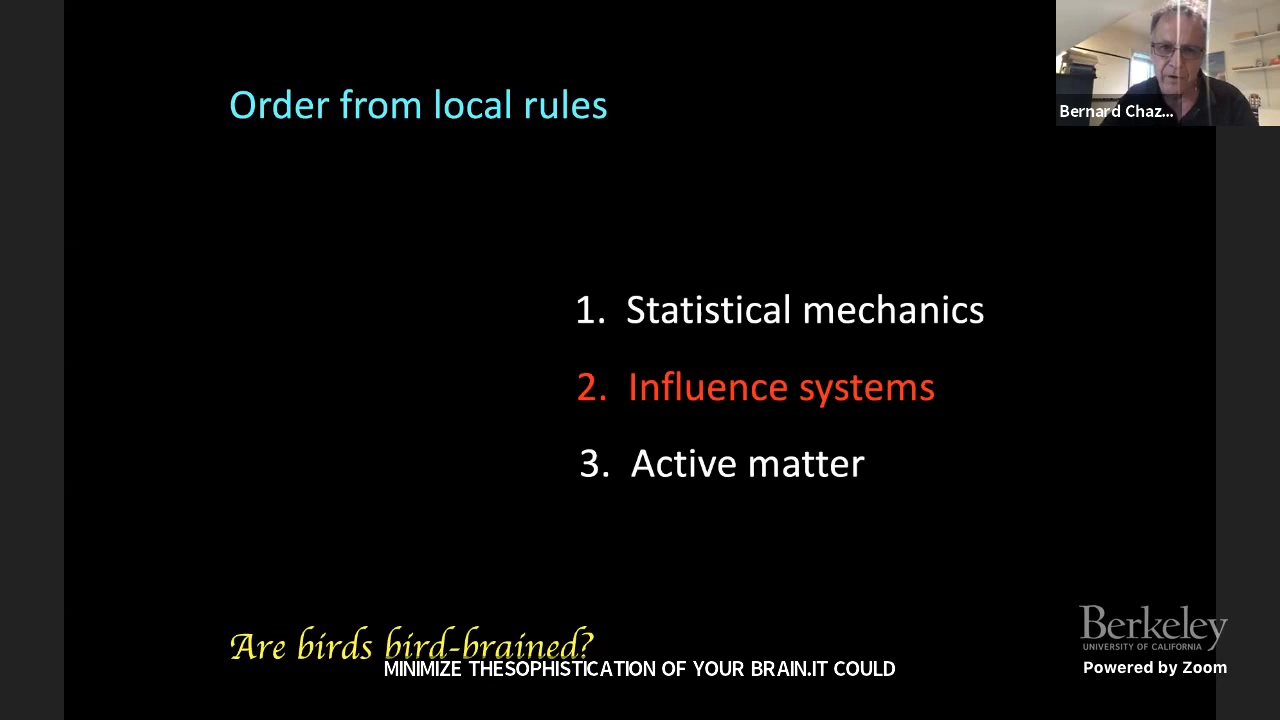 Order from local rules
Bernard Chaz...
1. Statistical mechanics
2. Influence systems
3. Active matter
Are birds bird-brained?
MINIMIZE THESOPHISTICATION OF YOUR BRAIN.IT COULD
Berkeley
UNIVERSITY OF CALIFORNIA
Powered by Zoom